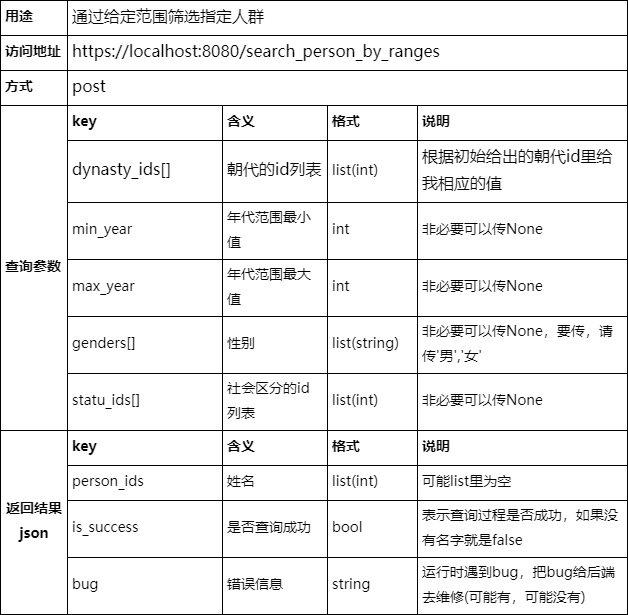 用途 通过给定范围筛选指定人群
访问地址 https://localhost:8080/search_person_by_ranges
方式 post
查询参数
key 含义 格式 说明
dynasty_ids[] 朝代的id列表 list(int) 根据初始给出的朝代id里给
我相应的值
min_year 年代范围最小
值 int 非必要可以传None
max_year 年代范围最大
值 int 非必要可以传None
genders[] 性别 list(string) 非必要可以传None，要传，请
传'男','女'
statu_ids[] 社会区分的id
列表 list(int) 非必要可以传None
返回结果
json
key 含义 格式 说明
person_ids 姓名 list(int) 可能list里为空
is_success 是否查询成功 bool 表示查询过程是否成功，如果没
有名字就是false
bug 错误信息 string 运行时遇到bug，把bug给后端
去维修(可能有，可能没有)